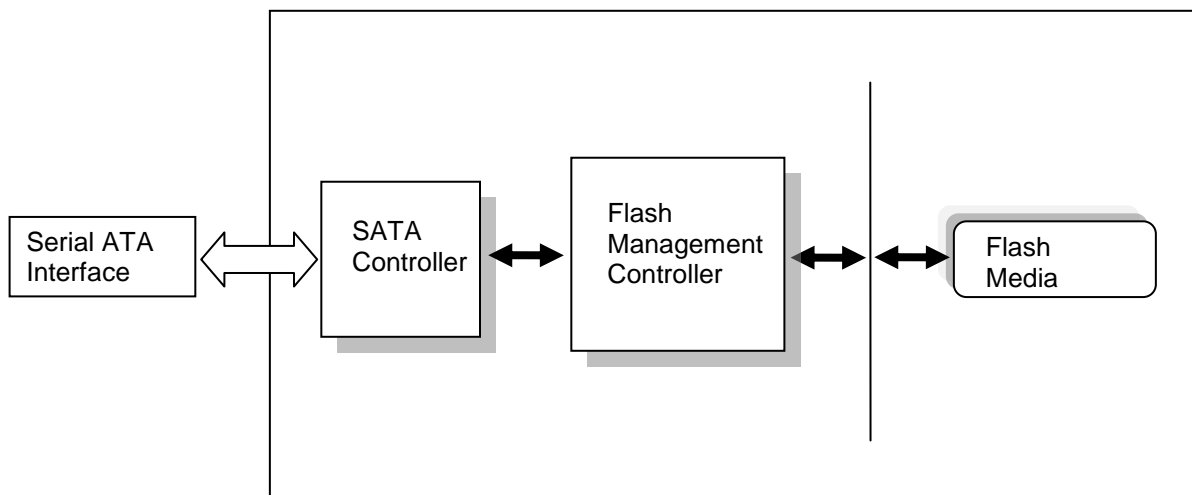 Serial ATA
Interface
SATA
Controller
Flash
Management
Controller
Flash
Media